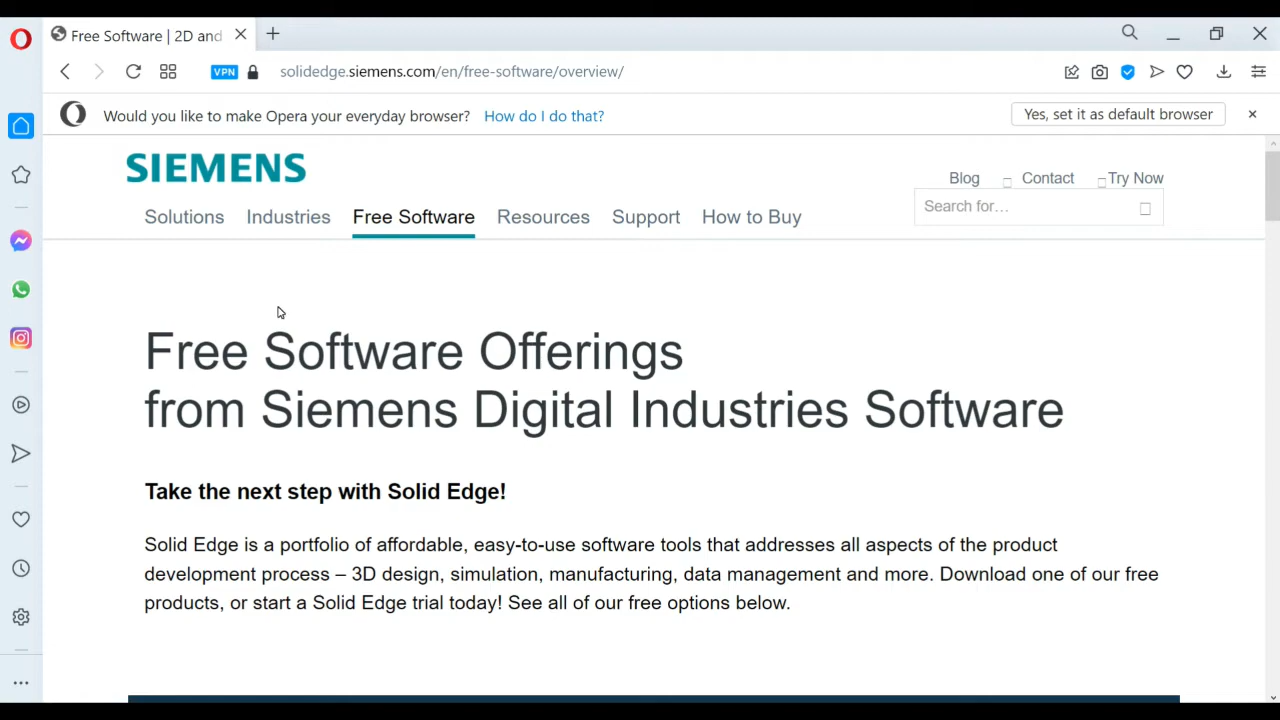 Free Software | 2D and
VPN
solidedge.siemens.com/en/free-software/overview/
Would you like to make Opera your everyday browser? How do I do that?
Yes, set it as default browser
SIEMENS
Blog Contact Try Now
Search for...
Solutions Industries Free Software Resources Support How to Buy
Free Software Offerings
from Siemens Digital Industries Software
Take the next step with Solid Edge!
Solid Edge is a portfolio of affordable, easy-to-use software tools that addresses all aspects of the product
development process – 3D design, simulation, manufacturing, data management and more. Download one of our free
products, or start a Solid Edge trial today! See all of our free options below.